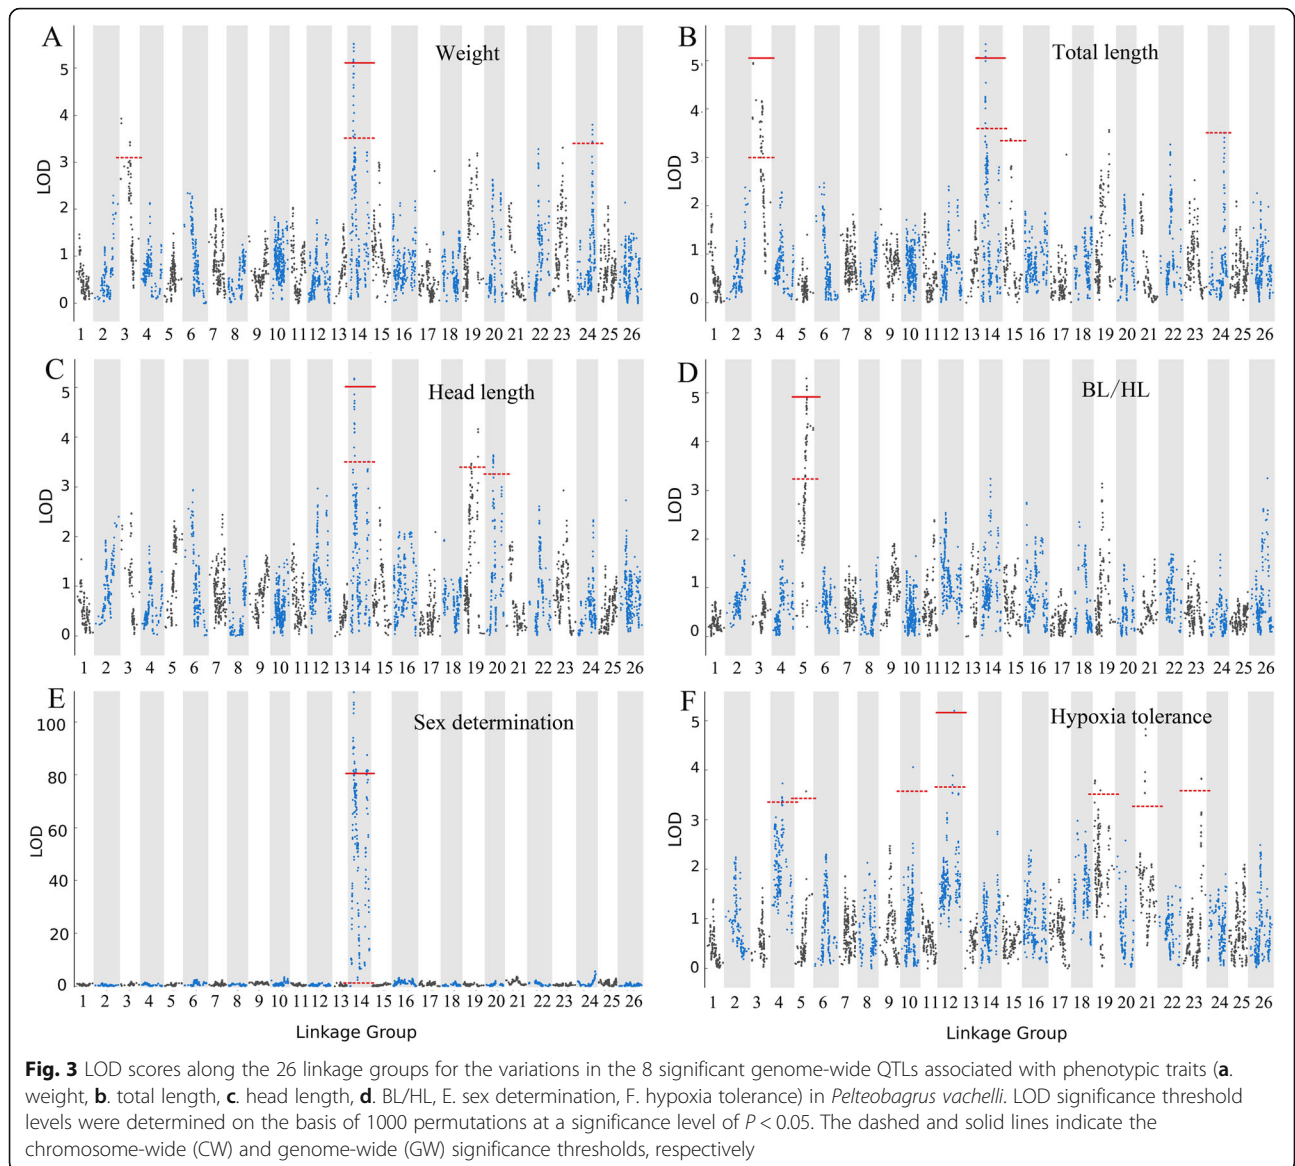 A
Weight
LOD
5
4
3
2
1
0
1 2 3 4 5 6 7 8 9 10 11 12 13 14 15 16 17 18 19 20 21 22 23 24 26
B
Total length
LOD
5
4
3
2
1
0
1 2 3 4 5 6 7 8 9 10 11 12 13 14 15 16 17 18 19 20 21 22 23 24 25 26
C
Head length
LOD
5
4
3
2
1
0
1 2 3 4 5 6 7 8 9 10 11 12 13 14 15 16 17 18 19 20 21 22 23 24 25 26
D
BL/HL
LOD
5
4
3
2
1
0
1 2 3 4 5 6 7 8 9 10 11 12 13 14 15 16 17 18 19 20 21 22 23 24 25 26
E
Sex determination
LOD
100
80
60
40
20
0
1 2 3 4 5 6 7 8 9 10 11 12 13 14 15 16 17 18 19 20 21 22 23 24 25 26
Linkage Group
F
Hypoxia tolerance
LOD
5
4
3
2
1
0
1 2 3 4 5 6 7 8 9 10 11 12 13 14 15 16 17 18 19 20 21 22 23 24 25 26
Linkage Group
Fig. 3 LOD scores along the 26 linkage groups for the variations in the 8 significant genome-wide QTLs associated with phenotypic traits (a.
weight, b. total length, c. head length, d. BL/HL, E. sex determination, F. hypoxia tolerance) in Pelteobagrus vachelli. LOD significance threshold
levels were determined on the basis of 1000 permutations at a significance level of P < 0.05. The dashed and solid lines indicate the
chromosome-wide (CW) and genome-wide (GW) significance thresholds, respectively